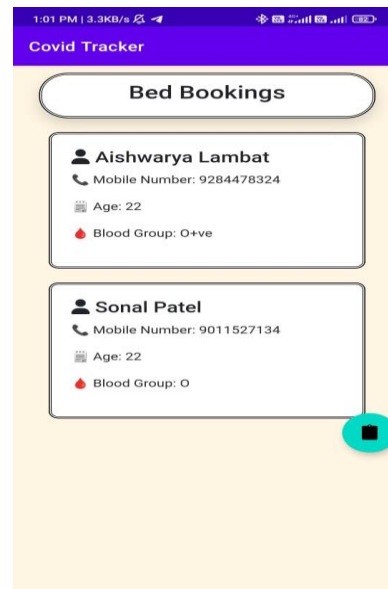 1:01 PM | 3.3KB/s
Covid Tracker
Bed Bookings
Aishwarya Lambat
Mobile Number: 9284478324
Age: 22
Blood Group: O+ve
Sonal Patel
Mobile Number: 9011527134
Age: 22
Blood Group: O